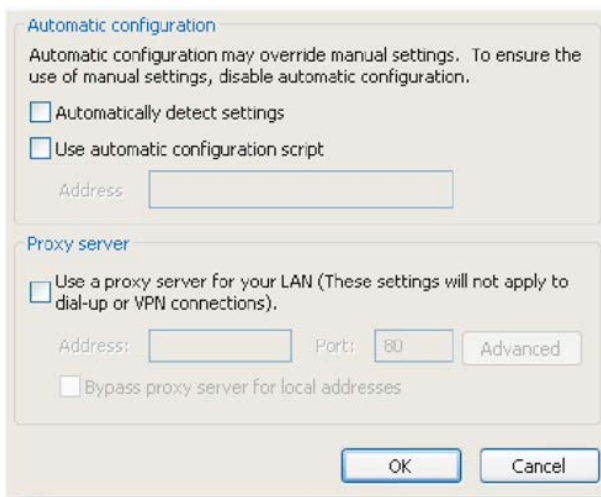 Automatic configuration
Automatic configuration may override manual settings. To ensure the
use of manual settings, disable automatic configuration.
Automatically detect settings
Use automatic configuration script
Address
Proxy server
Use a proxy server for your LAN (These settings will not apply to
dial-up or VPN connections).
Address:
Port:
80
Advanced
Bypass proxy server for local addresses
OK
Cancel